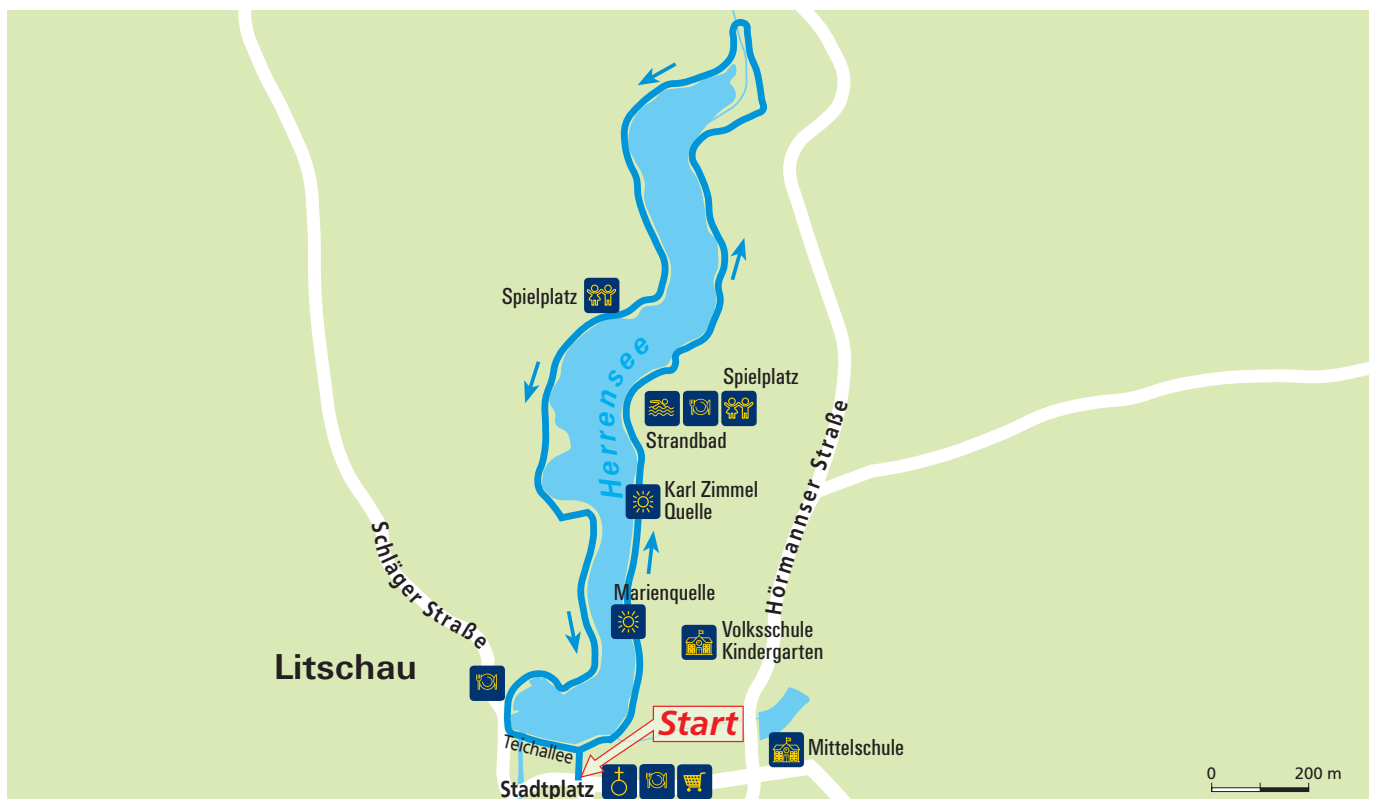 Spielplatz
Herrensee
Spielplatz
Strandbad
Karl Zimmel
Quelle
Hörmannser Straße
Schläger Straße
Marienquelle
Volksschule
Kindergarten
Litschau
Start
Teichallee
Mittelschule
Stadtplatz
0 200 m